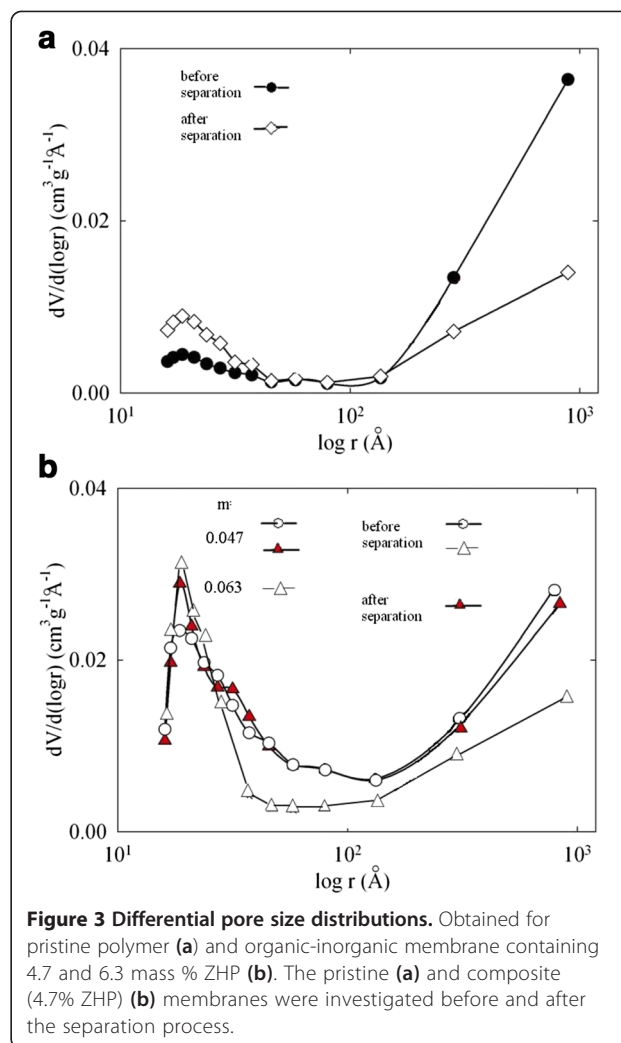 a
0.04
before
separation
after
separation
0.02
0.00
dV/d(logr) (cm³g⁻¹Å⁻¹)
10¹
10²
10³
log r (Å)
b
0.04
m:
0.047
0.063
before
separation
after
separation
0.02
0.00
dV/d(logr) (cm³g⁻¹Å⁻¹)
10¹
10²
10³
log r (Å)
Figure 3 Differential pore size distributions. Obtained for
pristine polymer (a) and organic-inorganic membrane containing
4.7 and 6.3 mass % ZHP (b). The pristine (a) and composite
(4.7% ZHP) (b) membranes were investigated before and after
the separation process.